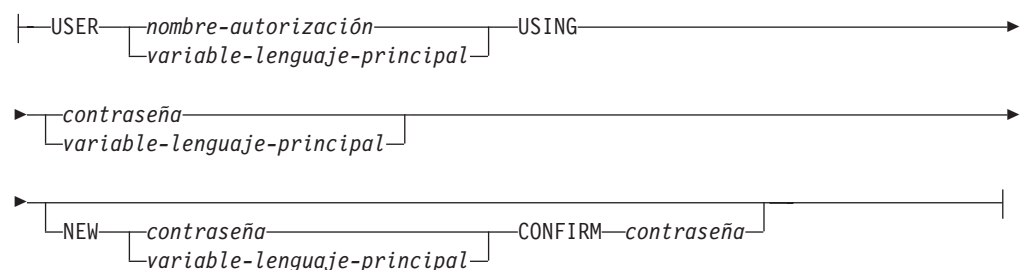 USER nombre-autorización USING
variable-lenguaje-principal
contraseña
variable-lenguaje-principal
NEW contraseña CONFIRM contraseña
variable-lenguaje-principal